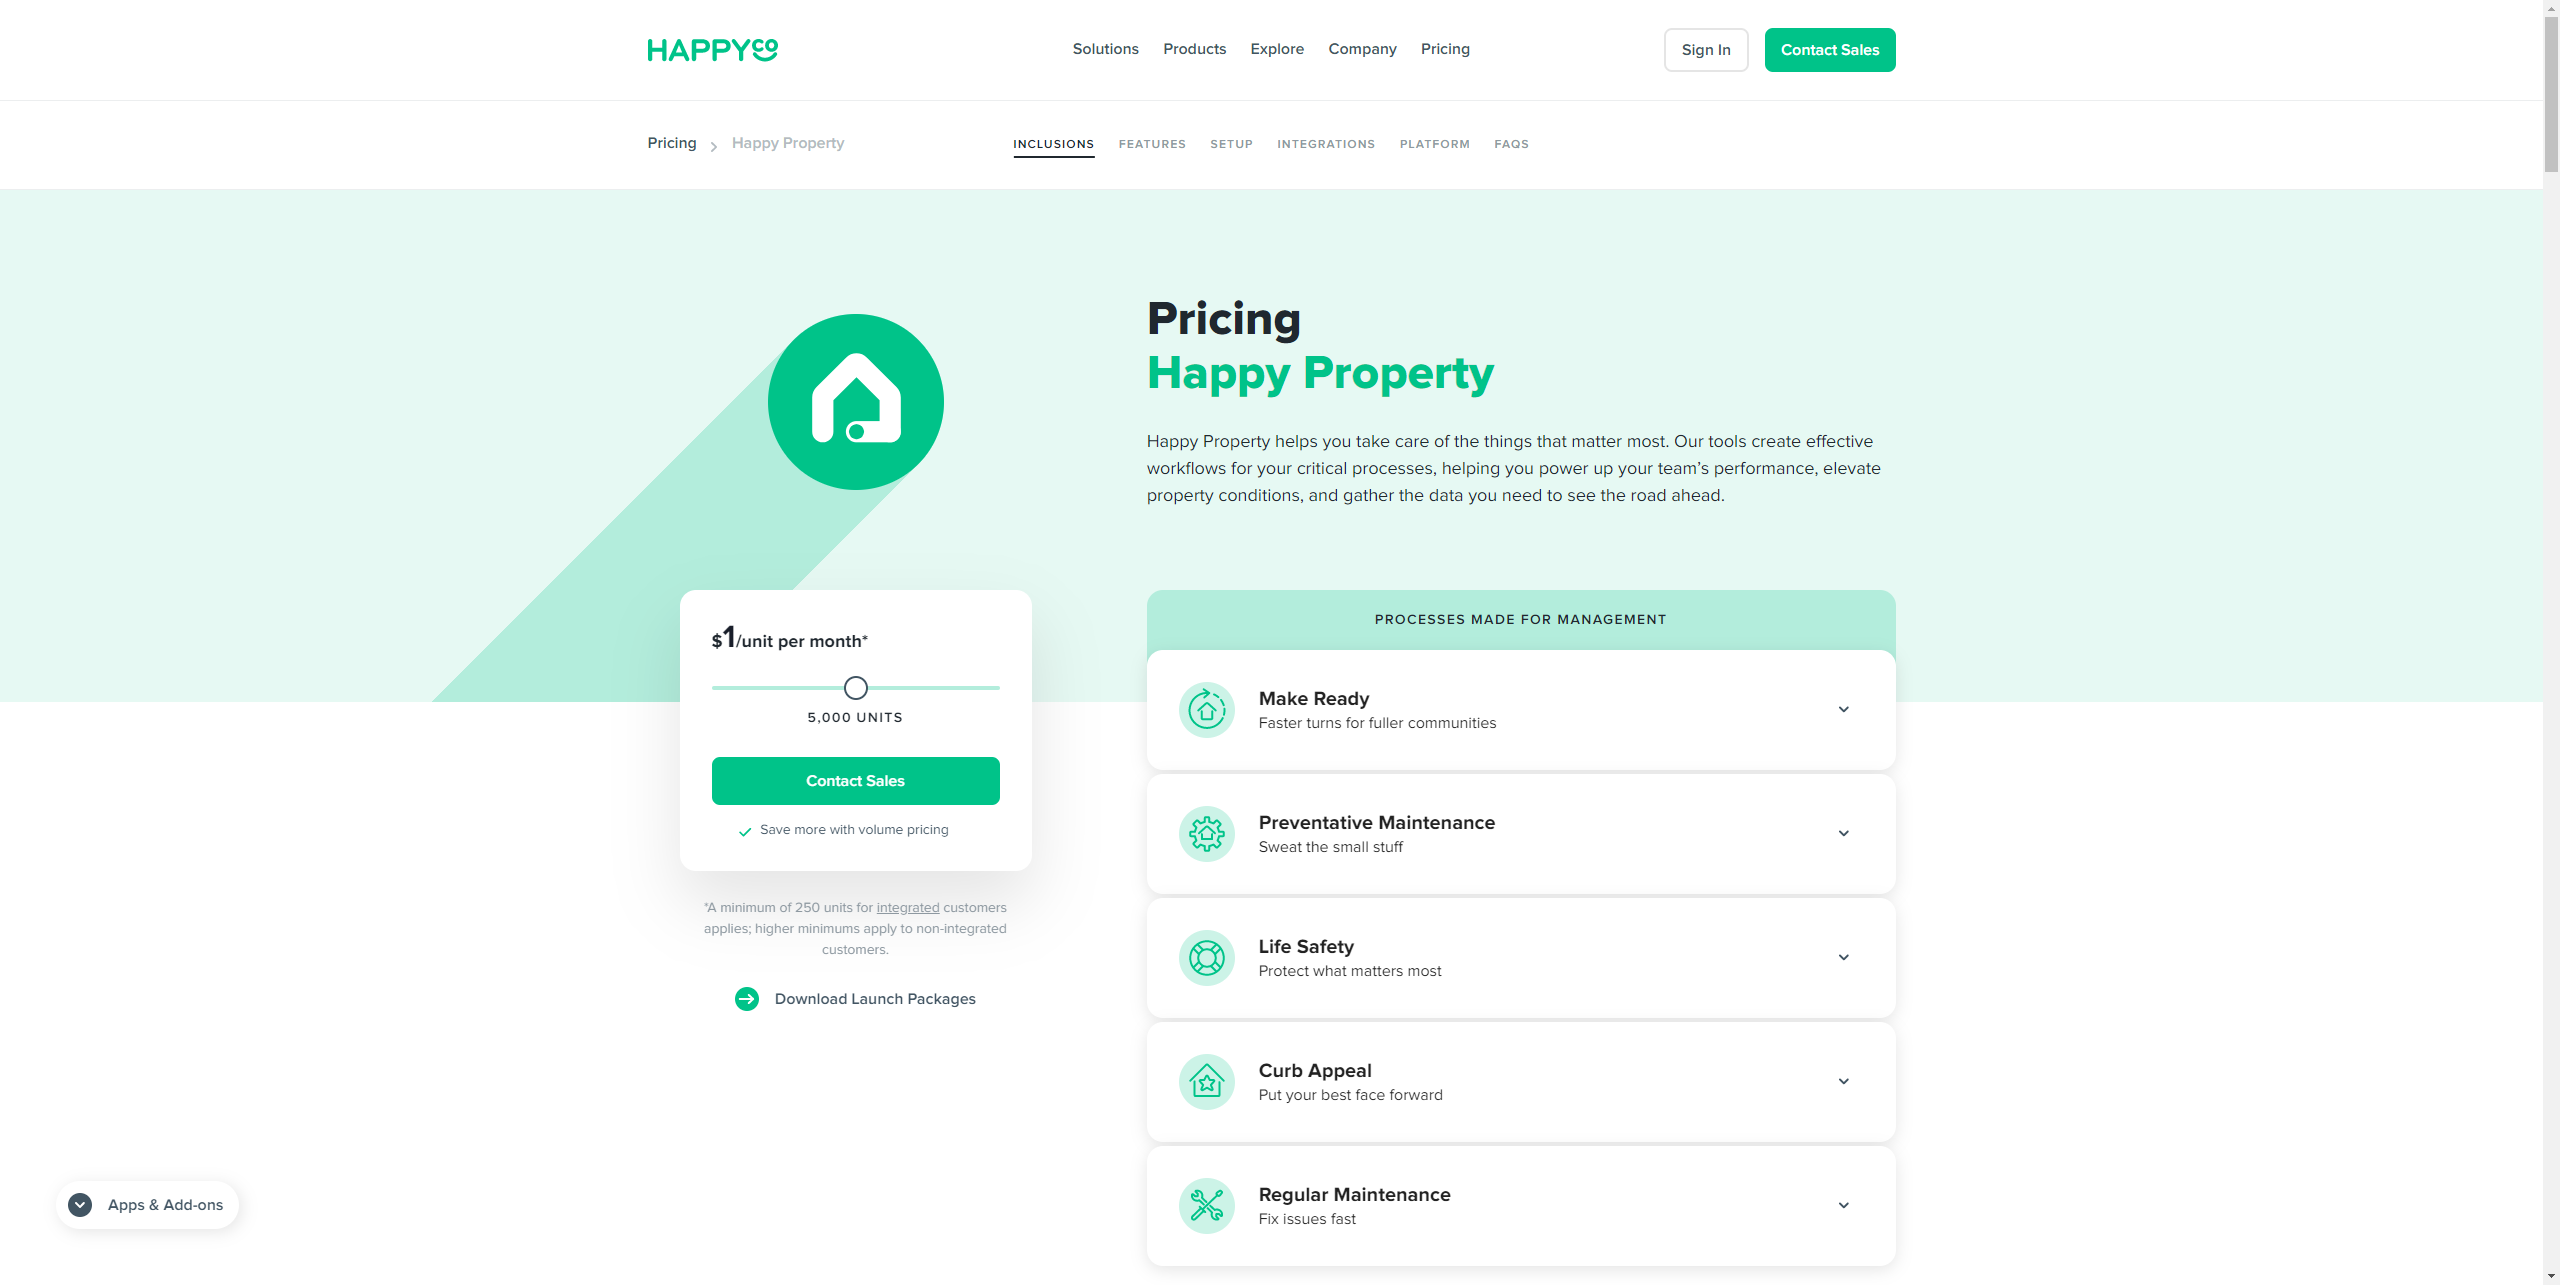 HAPPYCO
Solutions Products Explore Company Pricing
Sign In
Contact Sales
Pricing > Happy Property
INCLUSIONS FEATURES SETUP INTEGRATIONS PLATFORM FAQS
Pricing
Happy Property
Happy Property helps you take care of the things that matter most. Our tools create effective
workflows for your critical processes, helping you power up your team’s performance, elevate
property conditions, and gather the data you need to see the road ahead.
$1/unit per month*
5,000 UNITS
Contact Sales
Save more with volume pricing
*A minimum of 250 units for integrated customers
applies; higher minimums apply to non-integrated
customers.
Download Launch Packages
PROCESSES MADE FOR MANAGEMENT
Make Ready
Faster turns for fuller communities
Preventative Maintenance
Sweat the small stuff
Life Safety
Protect what matters most
Curb Appeal
Put your best face forward
Regular Maintenance
Fix issues fast
Apps & Add-ons